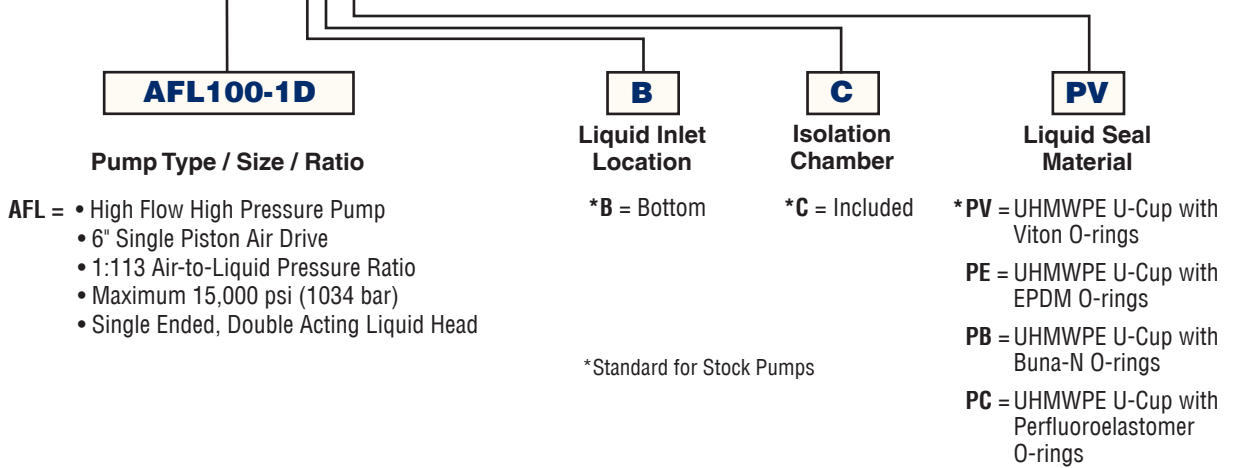 AFL100-1D
B
C
PV
Pump Type / Size / Ratio
Liquid Inlet
Location
Isolation
Chamber
Liquid Seal
Material
AFL = • High Flow High Pressure Pump
• 6" Single Piston Air Drive
• 1:113 Air-to-Liquid Pressure Ratio
• Maximum 15,000 psi (1034 bar)
• Single Ended, Double Acting Liquid Head
*B = Bottom
*Standard for Stock Pumps
*C = Included
*PV = UHMWPE U-Cup with
Viton O-rings
PE = UHMWPE U-Cup with
EPDM O-rings
PB = UHMWPE U-Cup with
Buna-N O-rings
PC = UHMWPE U-Cup with
Perfluoroelastomer
O-rings